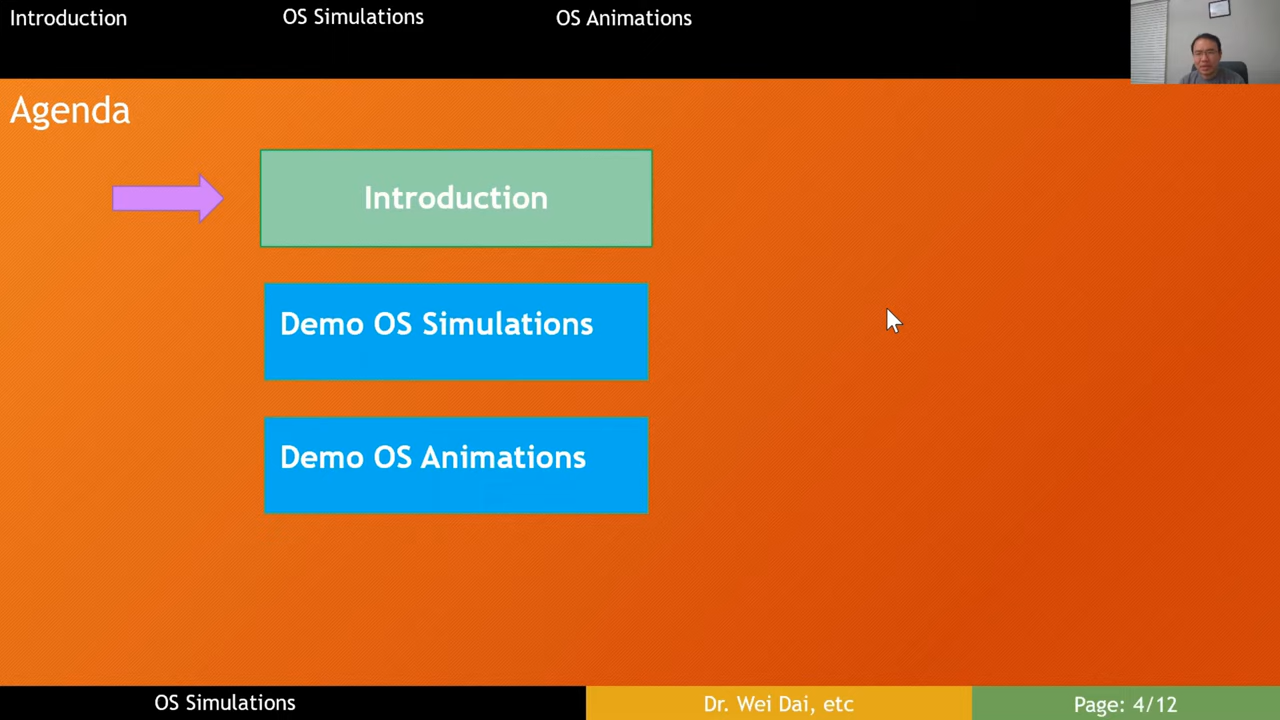 Introduction
OS Simulations
OS Animations
Agenda
Introduction
Demo OS Simulations
Demo OS Animations
OS Simulations
Dr. Wei Dai, etc
Page: 4/12